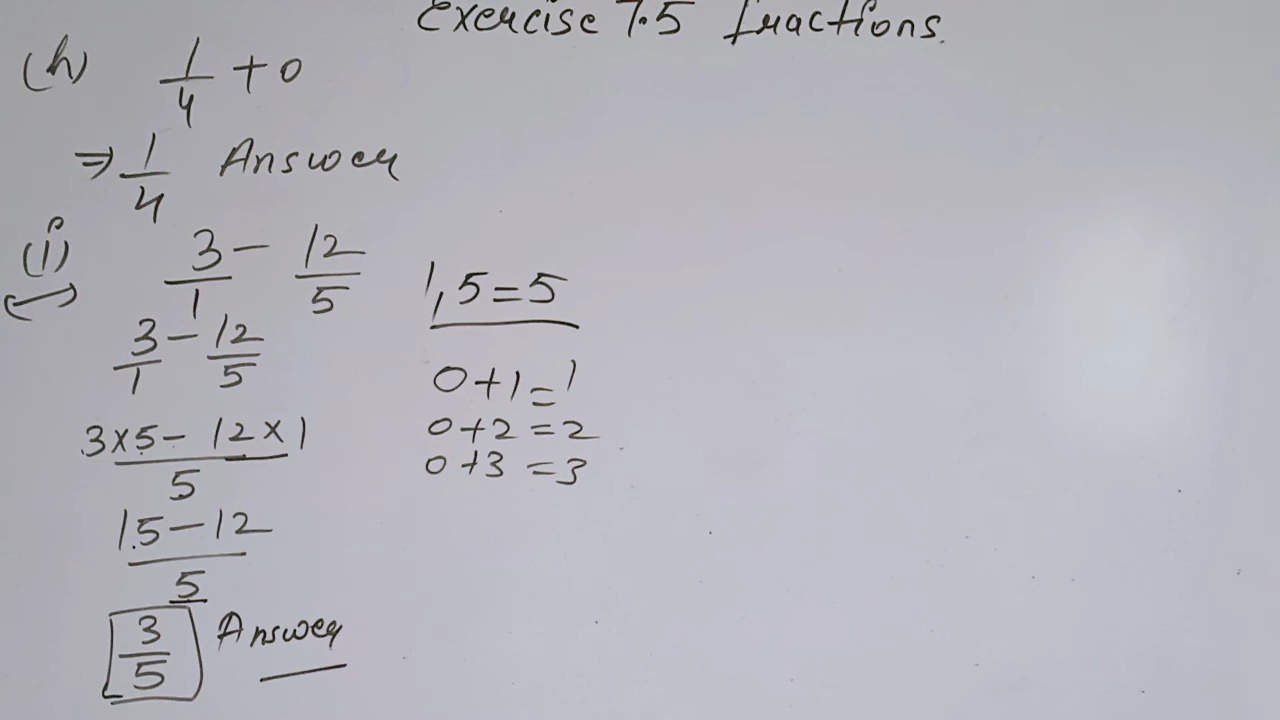 Exercise 7.5 fractions.
(h) 1/4 + 0
⇒ 1/4 Answer
(i) 3/1 - 12/5
3/1 - 12/5
3×5 - 12×1 / 5
15 - 12 / 5
3/5 Answer
1, 5 = 5
0+1=1
0+2=2
0+3=3